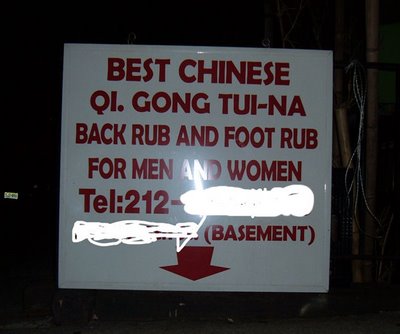 BEST CHINESE
QI. GONG TUI-NA
BACK RUB AND FOOT RUB
FOR MEN AND WOMEN
Tel:212-
(BASEMENT)